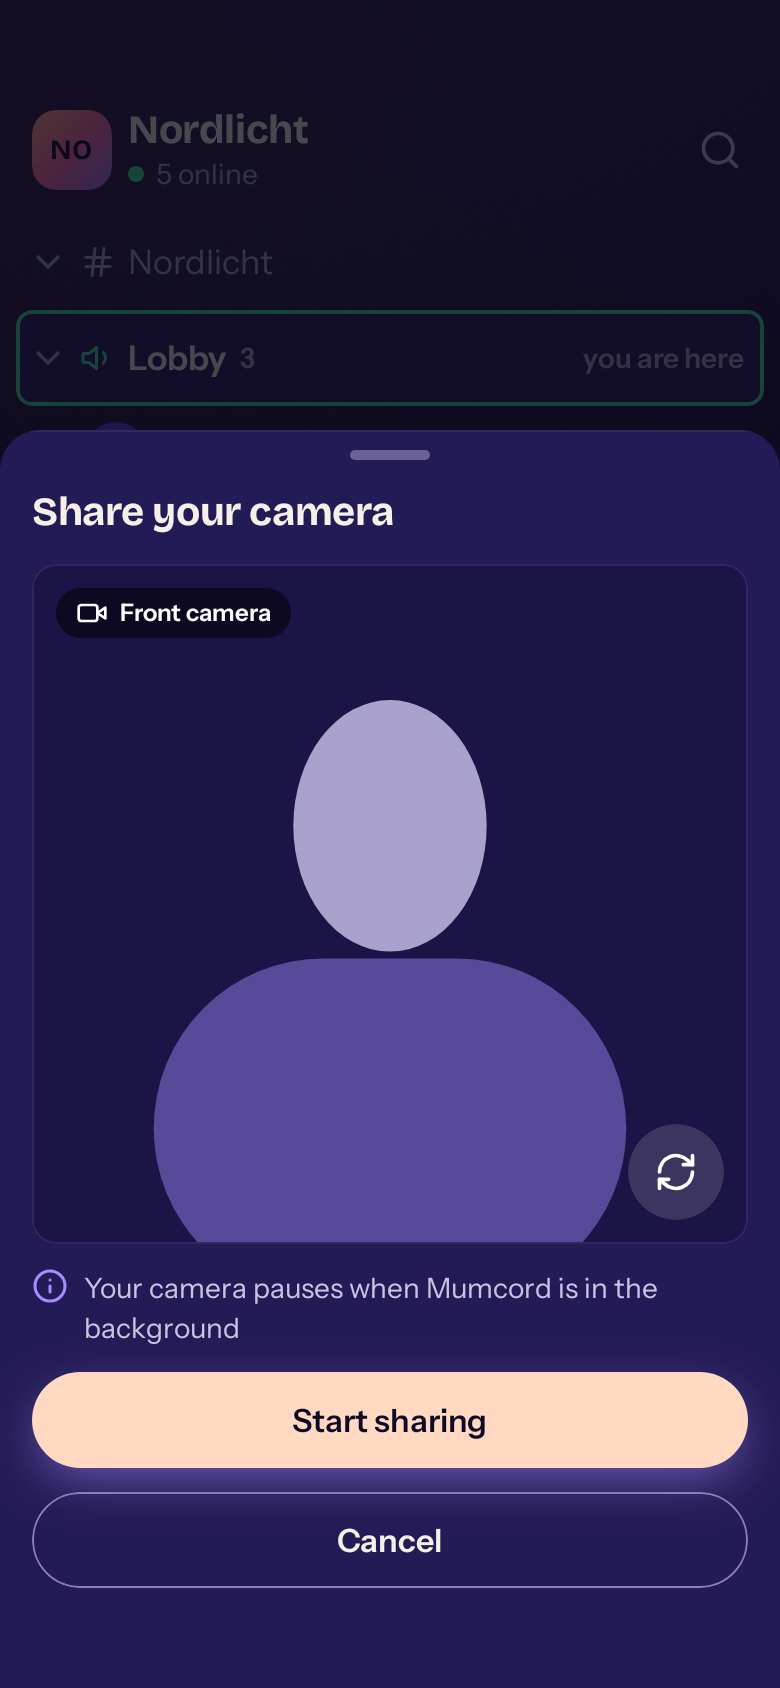 NO
Nordlicht
5 online
# Nordlicht
Lobby 3
you are here
Share your camera
Front camera
Your camera pauses when Mumcord is in the
background
Start sharing
Cancel